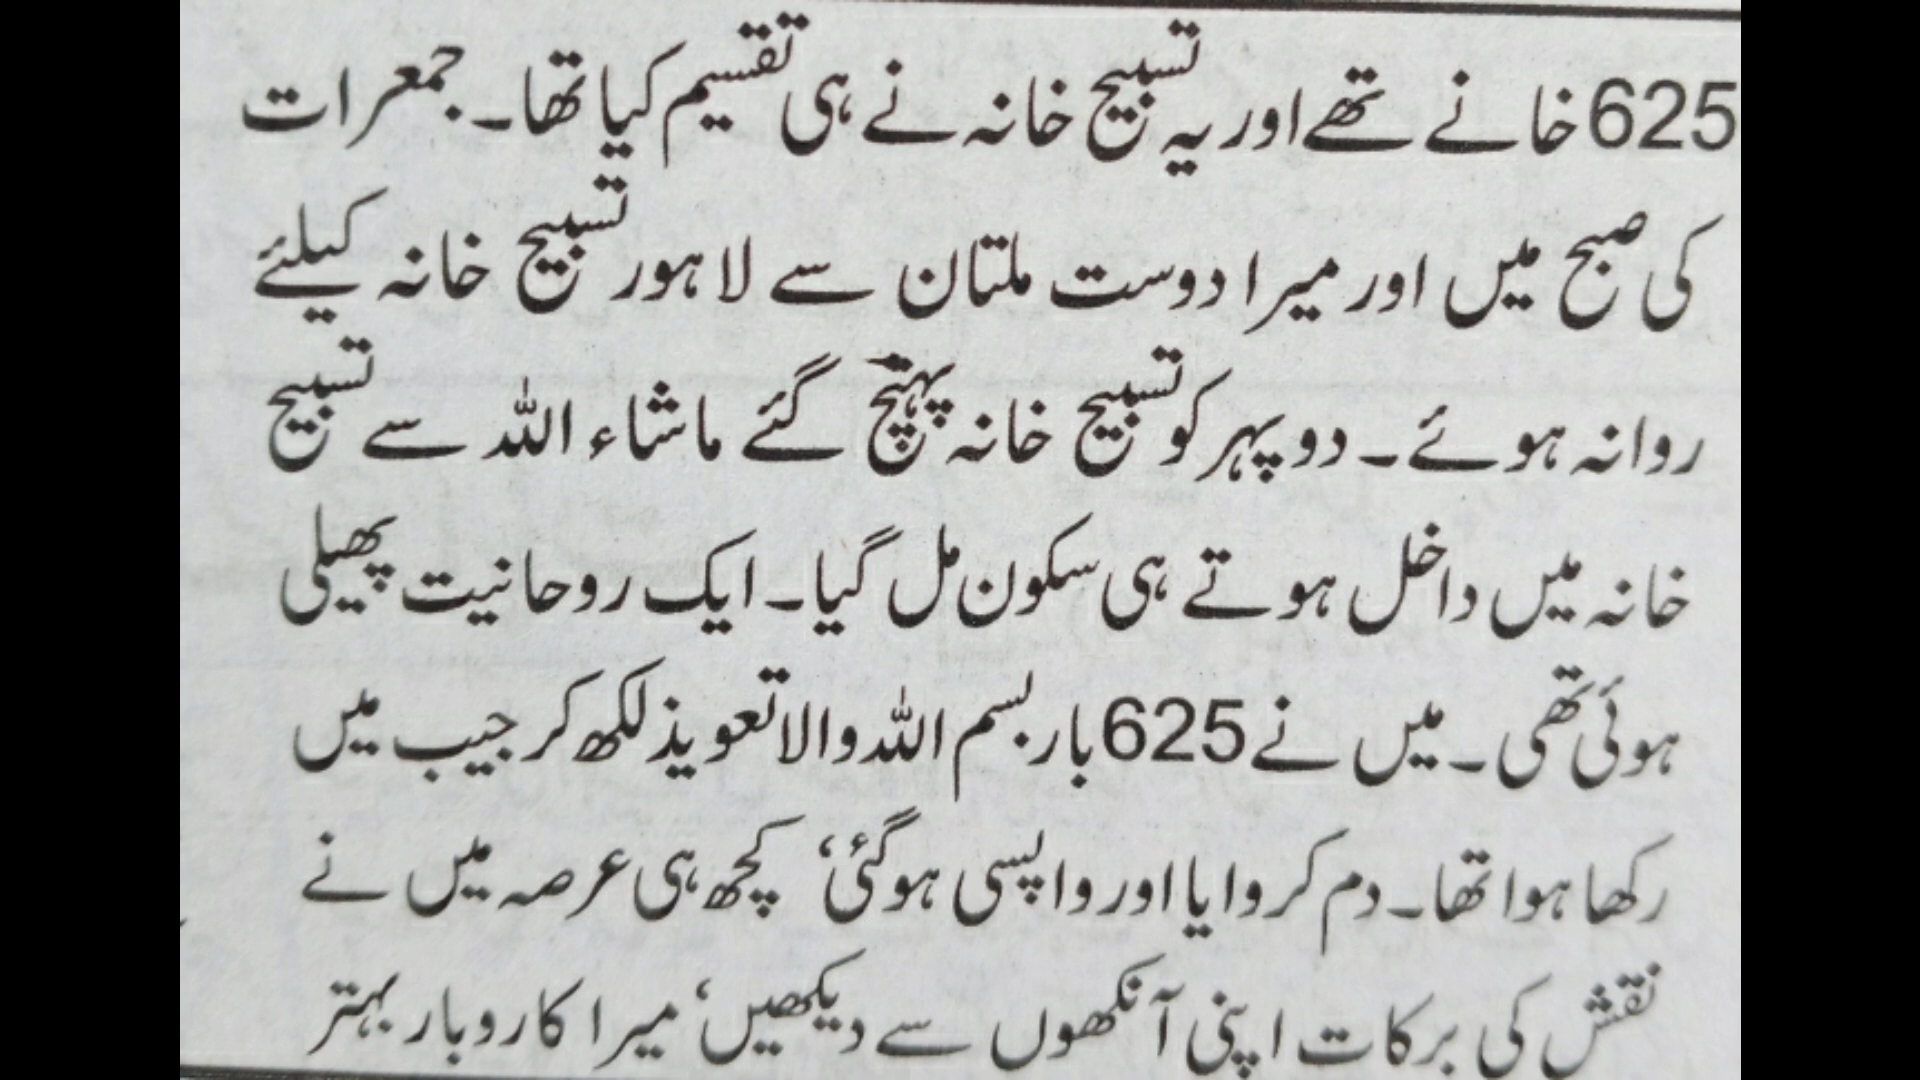 625 خانے تھے اور یہ تسبیح خانہ نے ہی تقسیم کیا تھا۔ جمعرات
کی صبح میں اور میرا دوست ملتان سے لاہور تسبیح خانہ کیلئے
روانہ ہوئے۔ دوپہر کو تسبیح خانہ پہنچ گئے ماشاء اللہ سے تسبیح
خانہ میں داخل ہوتے ہی سکون مل گیا۔ ایک روحانیت پھیلی
ہوئی تھی۔ میں نے 625 بار بسم اللہ والا تعویذ لکھ کر جیب میں
رکھا ہوا تھا۔ دم کروایا اور واپسی ہوگئی‘ کچھ ہی عرصہ میں نے
نقش کی برکات اپنی آنکھوں سے دیکھیں‘ میرا کاروبار بہتر